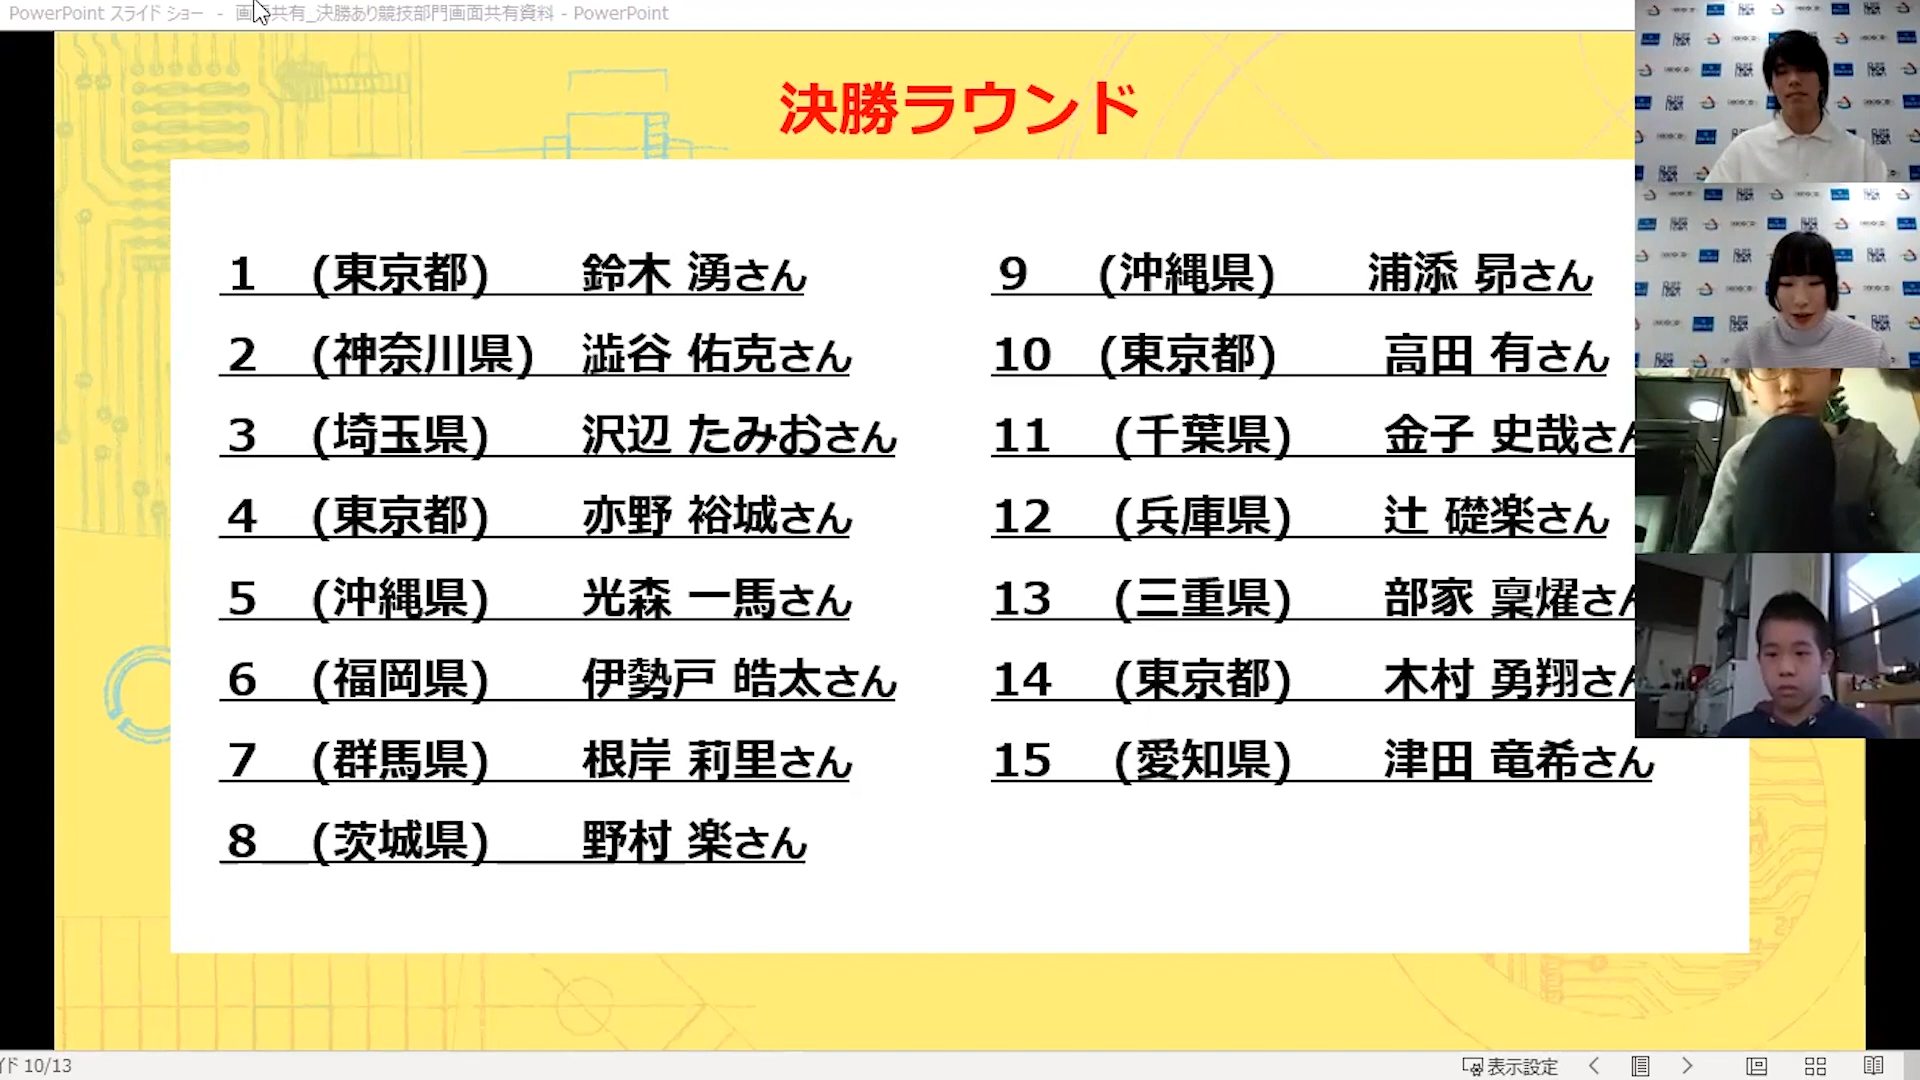 PowerPoint スライド ショー - 画面共有_決勝あり競技部門画面共有資料 - PowerPoint
決勝ラウンド
1 (東京都) 鈴木 湧さん
2 (神奈川県) 澁谷 佑克さん
3 (埼玉県) 沢辺 たみおさん
4 (東京都) 亦野 裕城さん
5 (沖縄県) 光森 一馬さん
6 (福岡県) 伊勢戸 皓太さん
7 (群馬県) 根岸 莉里さん
8 (茨城県) 野村 楽さん
9 (沖縄県) 浦添 昴さん
10 (東京都) 高田 有さん
11 (千葉県) 金子 史哉さん
12 (兵庫県) 辻 礎楽さん
13 (三重県) 部家 稟燿さん
14 (東京都) 木村 勇翔さん
15 (愛知県) 津田 竜希さん
イド 10/13
表示設定